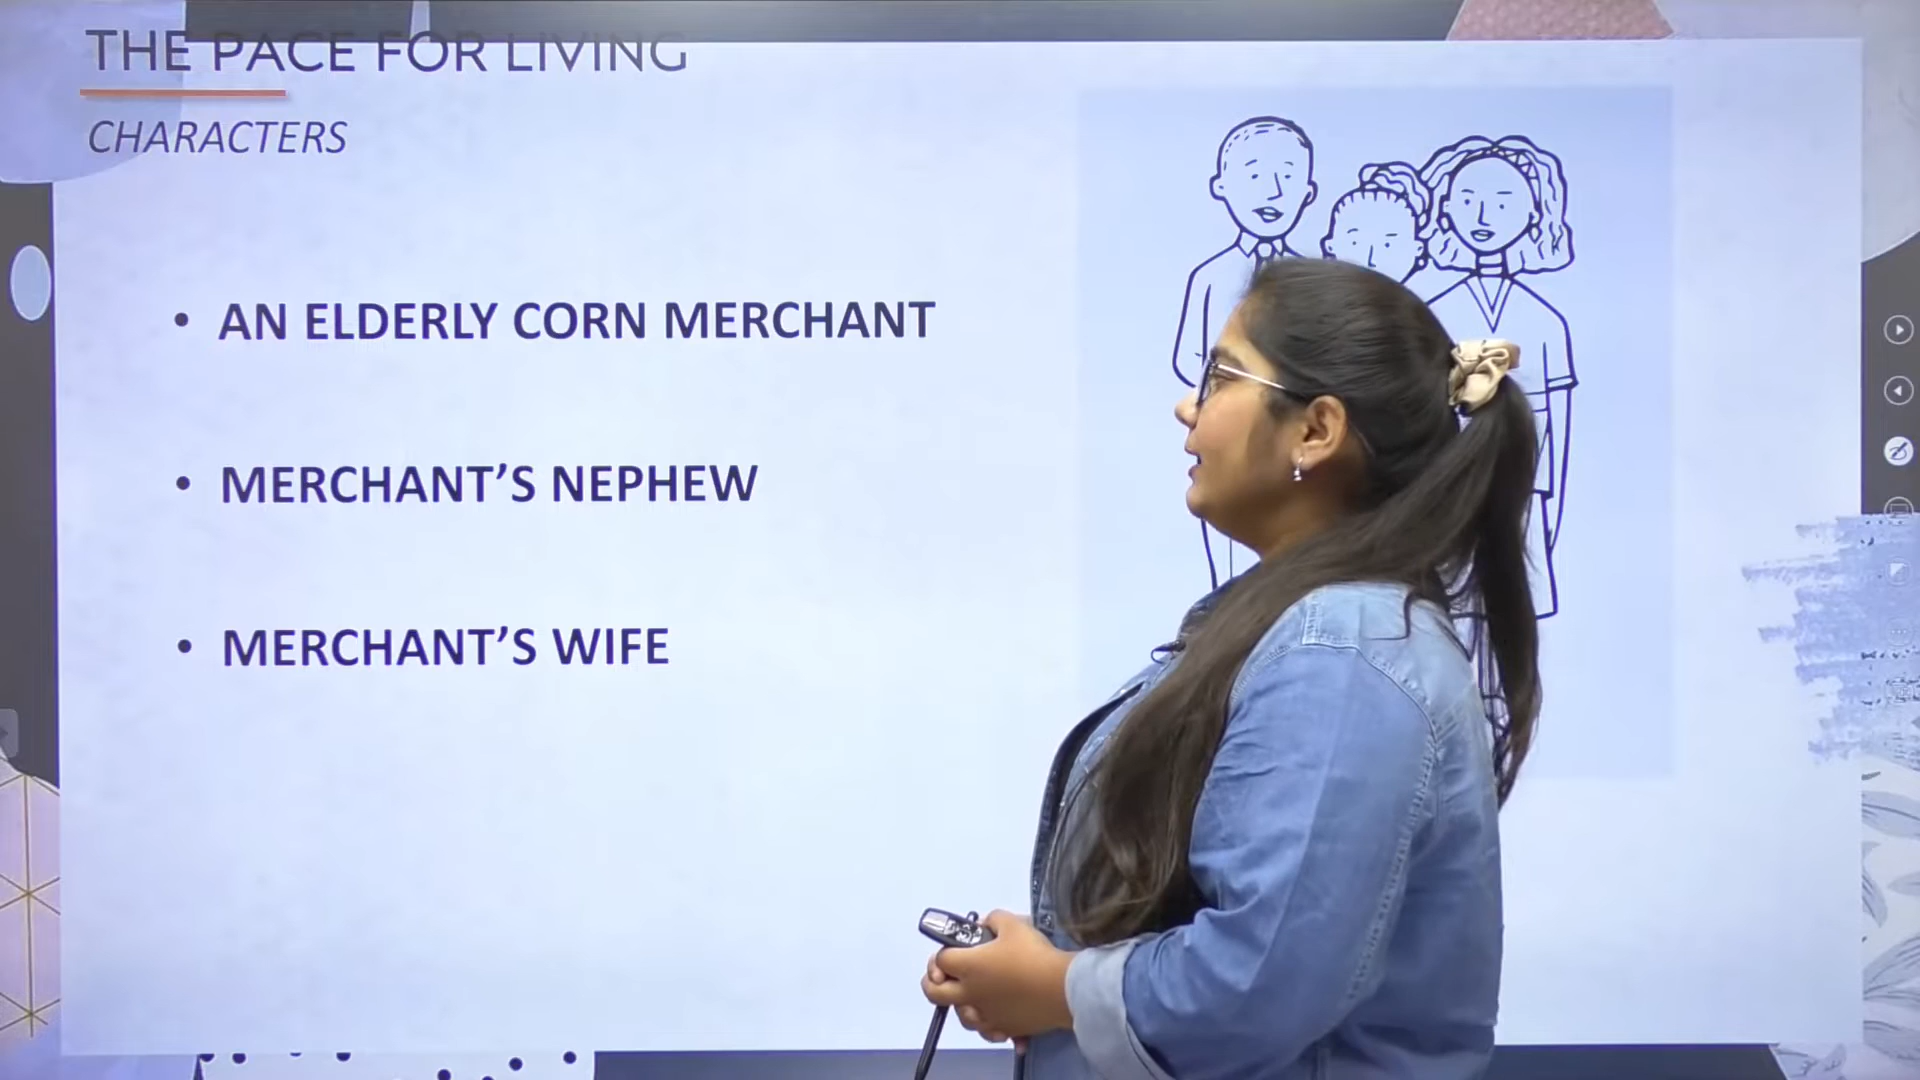 THE PACE FOR LIVING
CHARACTERS
• AN ELDERLY CORN MERCHANT
• MERCHANT’S NEPHEW
• MERCHANT’S WIFE